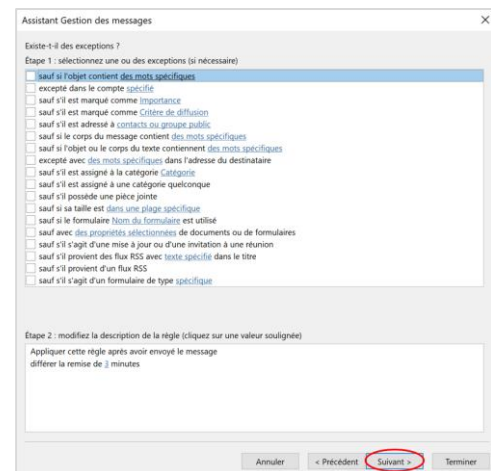 Assistant Gestion des messages
Existe-t-il des exceptions ?
Étape 1 : sélectionnez une ou des exceptions (si nécessaire)
sauf si l'objet contient des mots spécifiques
excepté dans le compte spécifié
sauf s'il est marqué comme Importance
sauf s'il est marqué comme Critère de diffusion
sauf s'il est adressé à contacts ou groupe public
sauf si le corps du message contient des mots spécifiques
sauf si l'objet ou le corps du texte contiennent des mots spécifiques
excepté avec des mots spécifiques dans l'adresse du destinataire
sauf s'il est assigné à la catégorie Catégorie
sauf s'il est assigné à une catégorie quelconque
sauf s'il possède une pièce jointe
sauf si sa taille est dans une plage spécifique
sauf si le formulaire Nom du formulaire est utilisé
sauf avec des propriétés sélectionnées de documents ou de formulaires
sauf s'il s'agit d'une mise à jour ou d'une invitation à une réunion
sauf s'il provient des flux RSS avec texte spécifié dans le titre
sauf s'il provient d'un flux RSS
sauf s'il s'agit d'un formulaire de type spécifique
Étape 2 : modifiez la description de la règle (cliquez sur une valeur soulignée)
Appliquer cette règle après avoir envoyé le message
différer la remise de 3 minutes
Annuler < Précédent Suivant > Terminer